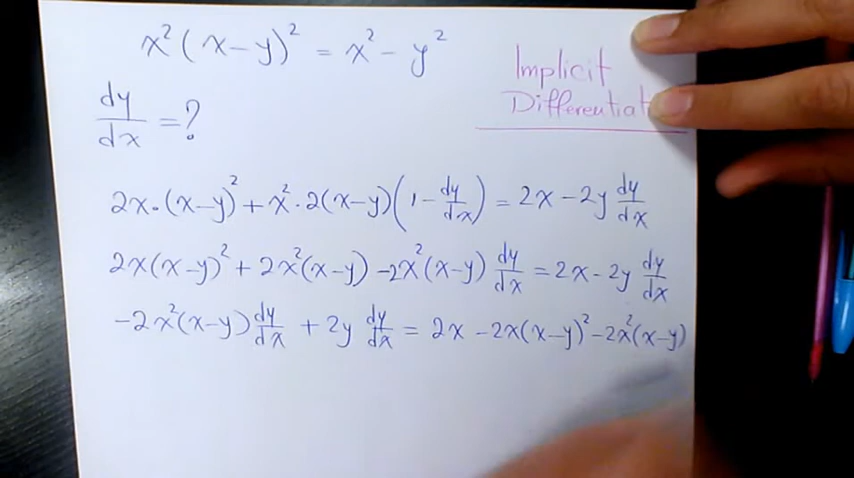 x²(x-y)² = x² - y²
Implicit
dy/dx = ?
2x·(x-y)² + x²·2(x-y)(1 - dy/dx) = 2x - 2y dy/dx
2x(x-y)² + 2x²(x-y) - 2x²(x-y) dy/dx = 2x - 2y dy/dx
-2x²(x-y) dy/dx + 2y dy/dx = 2x - 2x(x-y)² - 2x²(x-y)